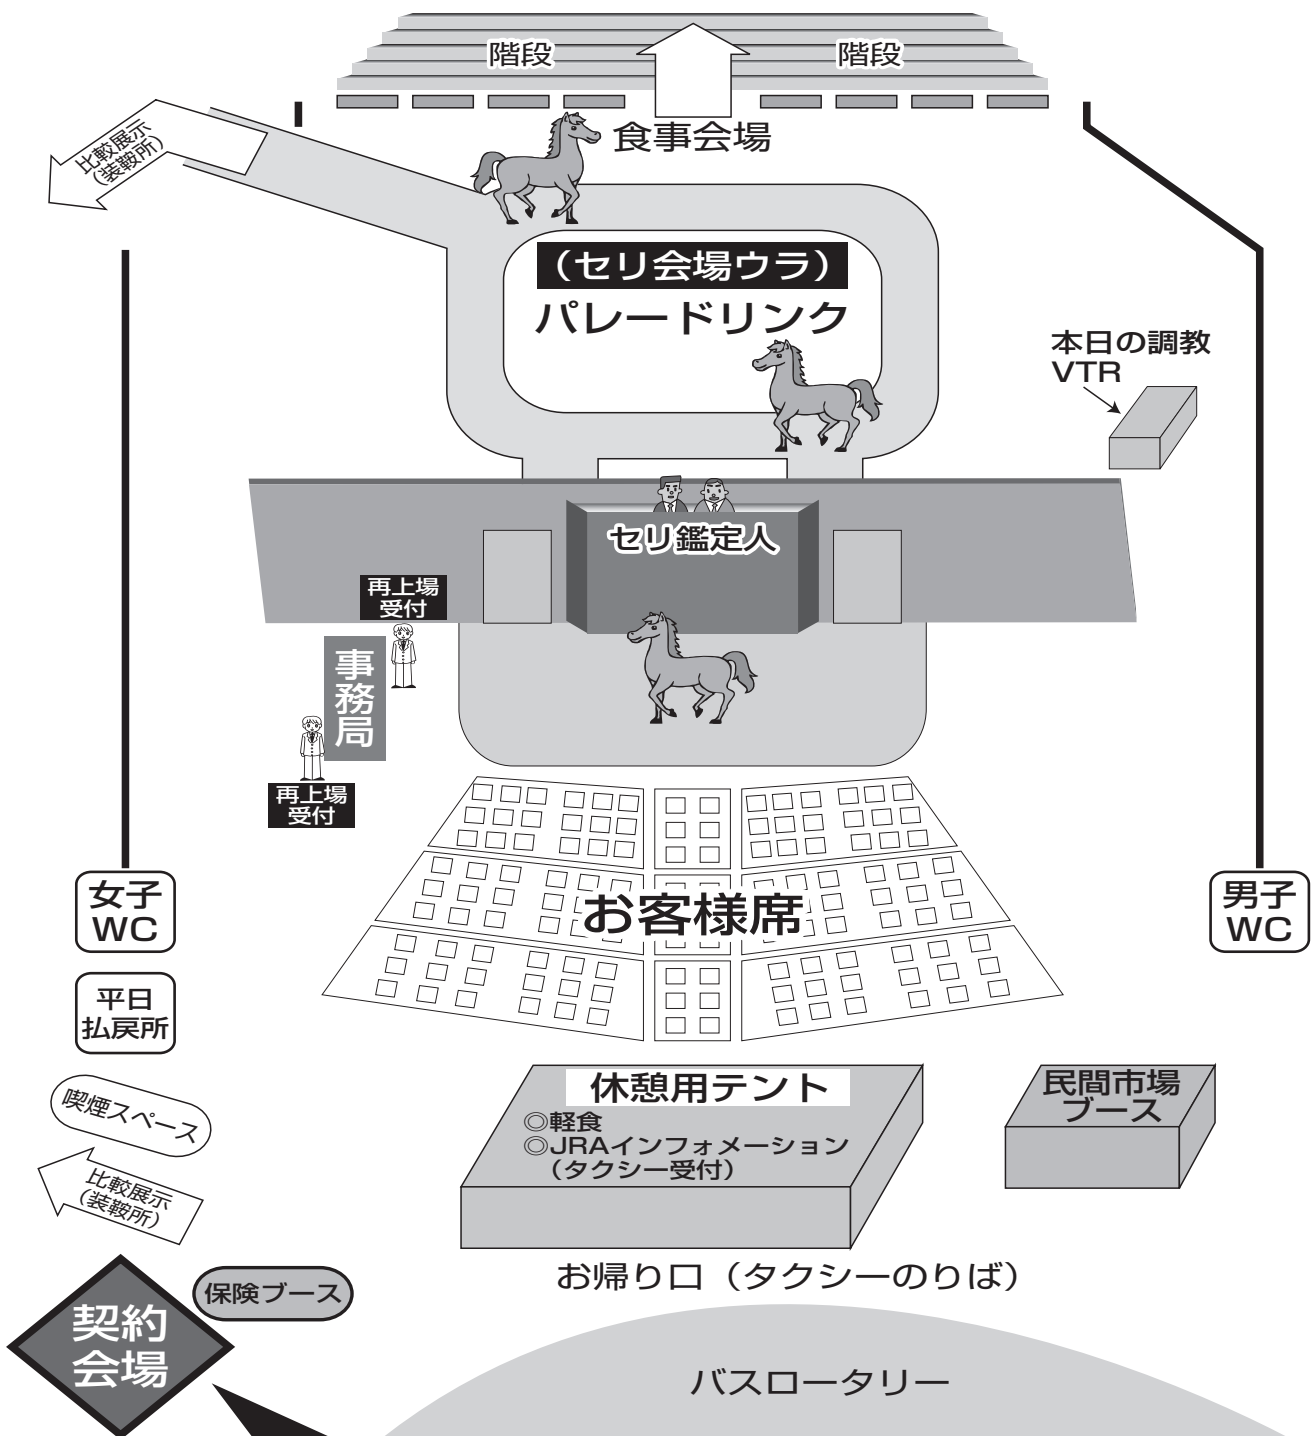 階段
階段
食事会場
比較展示
（装鞍所）
（セリ会場ウラ）
パレードリンク
本日の調教
VTR
セリ鑑定人
再上場
受付
事務局
再上場
受付
お客様席
女子
WC
男子
WC
平日
払戻所
喫煙スペース
比較展示
（装鞍所）
休憩用テント
◎軽食
◎JRAインフォメーション
（タクシー受付）
民間市場
ブース
お帰り口（タクシーのりば）
保険ブース
契約
会場
バスロータリー